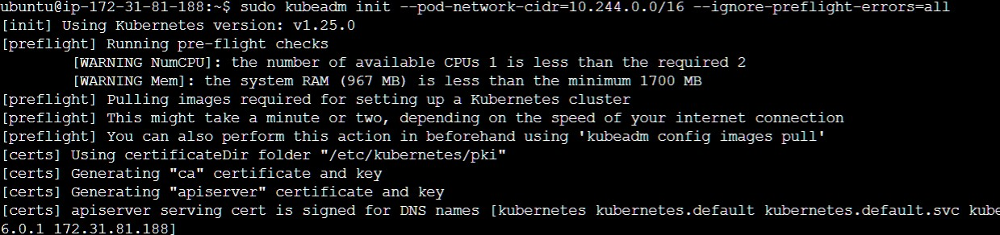 ubuntu@ip-172-31-81-188:~$ sudo kubeadm init --pod-network-cidr=10.244.0.0/16 --ignore-preflight-errors=all
[init] Using Kubernetes version: v1.25.0
[preflight] Running pre-flight checks
[WARNING NumCPU]: the number of available CPUs 1 is less than the required 2
[WARNING Mem]: the system RAM (967 MB) is less than the minimum 1700 MB
[preflight] Pulling images required for setting up a Kubernetes cluster
[preflight] This might take a minute or two, depending on the speed of your internet connection
[preflight] You can also perform this action in beforehand using 'kubeadm config images pull'
[certs] Using certificateDir folder "/etc/kubernetes/pki"
[certs] Generating "ca" certificate and key
[certs] Generating "apiserver" certificate and key
[certs] apiserver serving cert is signed for DNS names [kubernetes kubernetes.default kubernetes.default.svc kube
6.0.1 172.31.81.188]